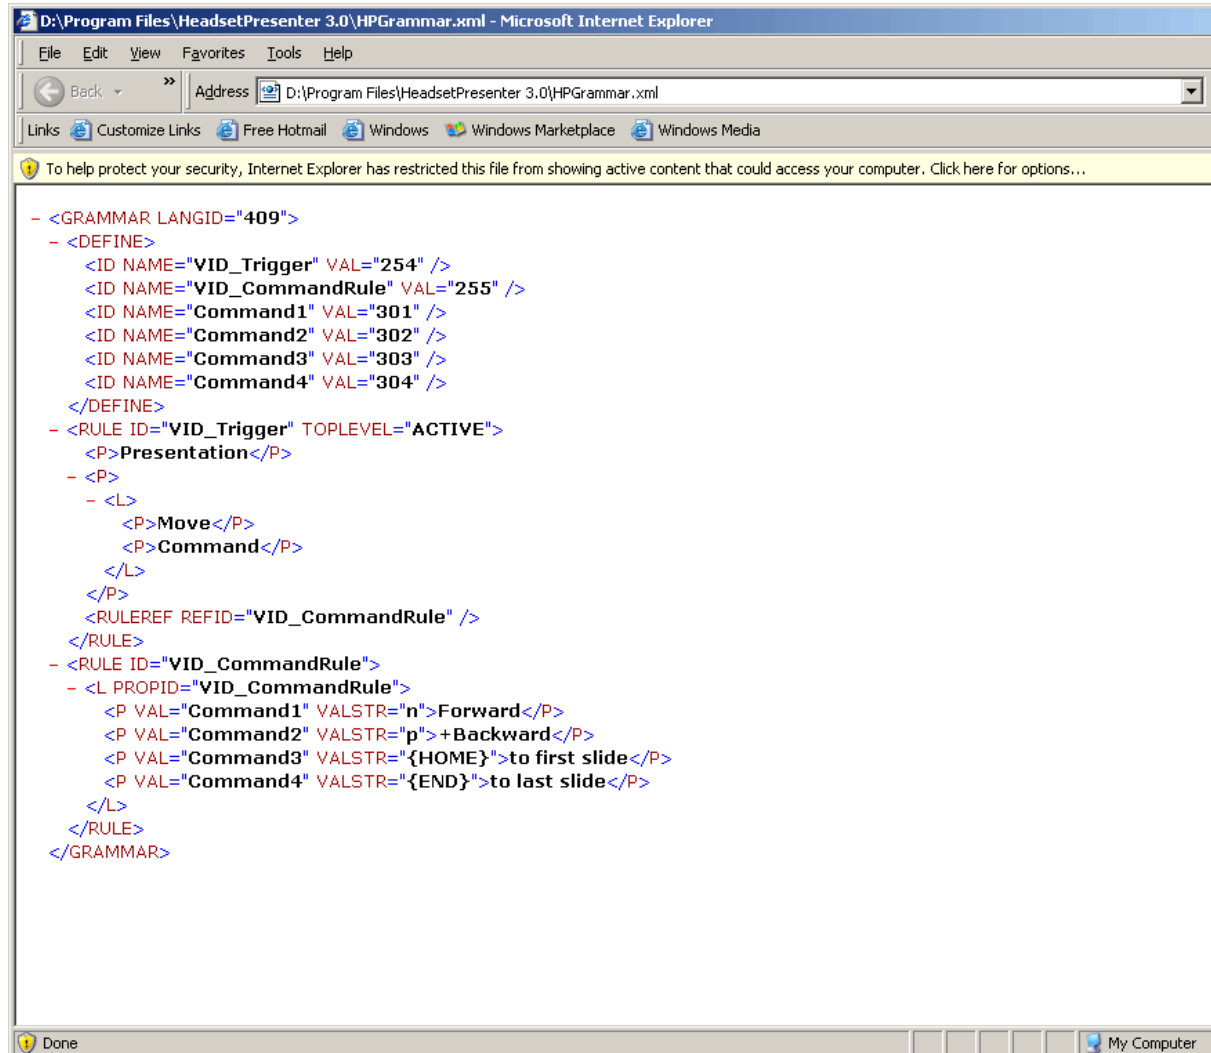 D:\Program Files\HeadsetPresenter 3.0\HPGrammar.xml - Microsoft Internet Explorer
File Edit View Favorites Tools Help
Back » Address D:\Program Files\HeadsetPresenter 3.0\HPGrammar.xml
Links Customize Links Free Hotmail Windows Windows Marketplace Windows Media
To help protect your security, Internet Explorer has restricted this file from showing active content that could access your computer. Click here for options...
- <GRAMMAR LANGID="409">
- <DEFINE>
<ID NAME="VID_Trigger" VAL="254" />
<ID NAME="VID_CommandRule" VAL="255" />
<ID NAME="Command1" VAL="301" />
<ID NAME="Command2" VAL="302" />
<ID NAME="Command3" VAL="303" />
<ID NAME="Command4" VAL="304" />
</DEFINE>
- <RULE ID="VID_Trigger" TOPLEVEL="ACTIVE">
<P>Presentation</P>
- <P>
- <L>
<P>Move</P>
<P>Command</P>
</L>
</P>
<RULEREF REFID="VID_CommandRule" />
</RULE>
- <RULE ID="VID_CommandRule">
- <L PROPID="VID_CommandRule">
<P VAL="Command1" VALSTR="n">Forward</P>
<P VAL="Command2" VALSTR="p">+Backward</P>
<P VAL="Command3" VALSTR="{HOME}">to first slide</P>
<P VAL="Command4" VALSTR="{END}">to last slide</P>
</L>
</RULE>
</GRAMMAR>
Done My Computer